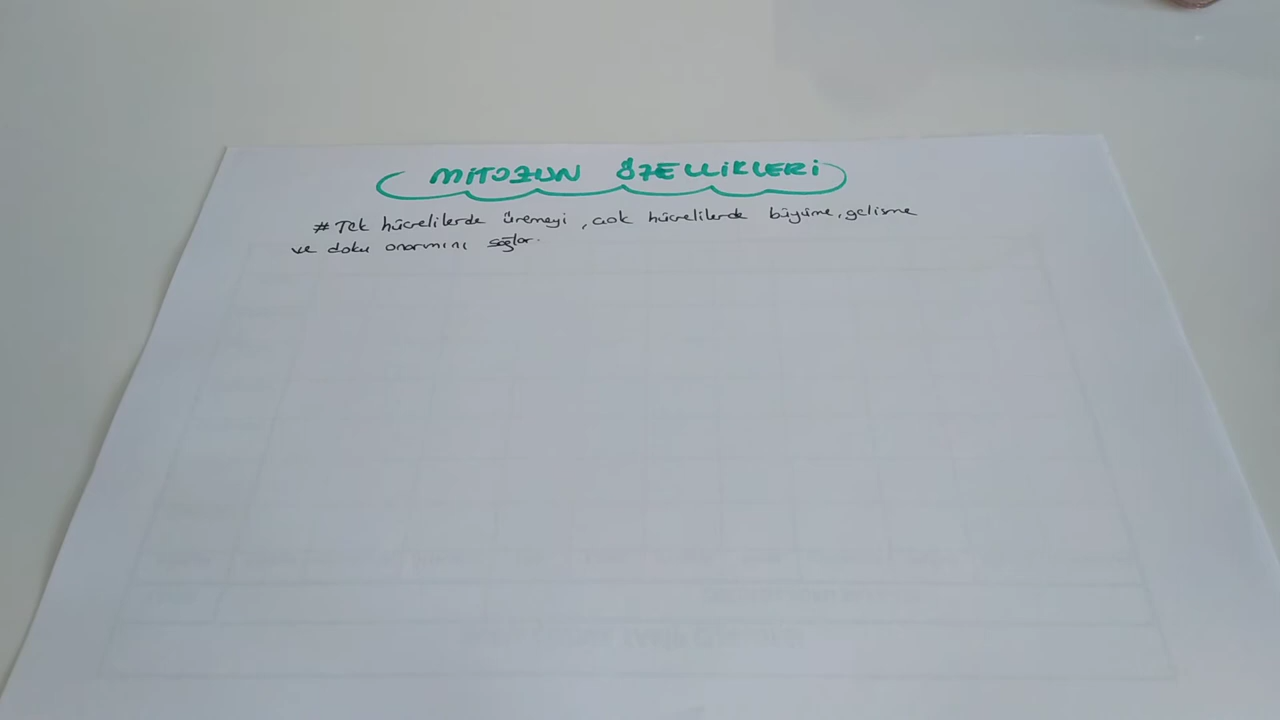 MİTOZUN ÖZELLİKLERİ
# Tek hücrelilerde üremeyi , çok hücrelilerde büyüme, gelişme
ve doku onarımını sağlar.